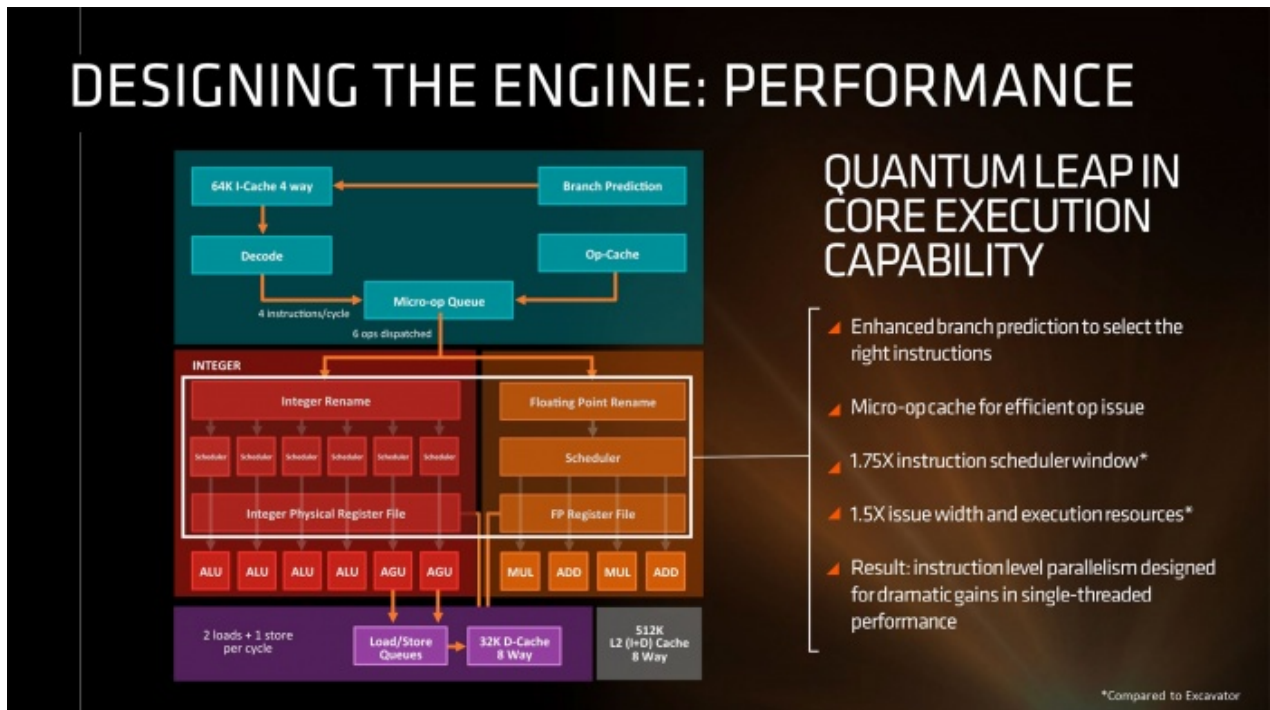 DESIGNING THE ENGINE: PERFORMANCE
64K I-Cache 4 way
Branch Prediction
Decode
Op-Cache
Micro-op Queue
4 instructions/cycle
6 ops dispatched
INTEGER
Integer Rename
Floating Point Rename
Scheduler Scheduler Scheduler Scheduler Scheduler Scheduler
Scheduler
Integer Physical Register File
FP Register File
ALU ALU ALU ALU AGU AGU
MUL ADD MUL ADD
2 loads + 1 store
per cycle
Load/Store
Queues
32K D-Cache
8 Way
512K
L2 (I+D) Cache
8 Way
QUANTUM LEAP IN
CORE EXECUTION
CAPABILITY
Enhanced branch prediction to select the
right instructions
Micro-op cache for efficient op issue
1.75X instruction scheduler window*
1.5X issue width and execution resources*
Result: instruction level parallelism designed
for dramatic gains in single-threaded
performance
*Compared to Excavator